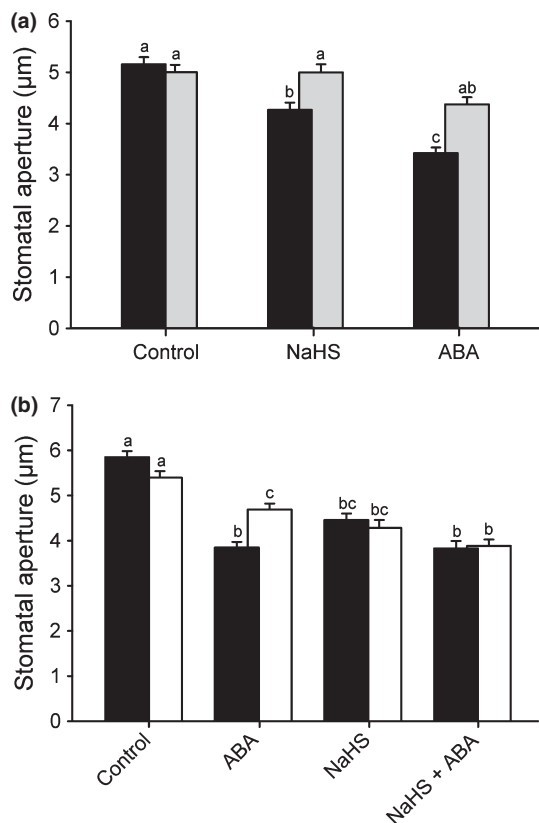 (a)
6
5
4
3
2
1
0
Stomatal aperture (µm)
a a
b a
c ab
Control NaHS ABA
(b)
7
6
5
4
3
2
1
0
Stomatal aperture (µm)
a a
b c
bc bc
b b
Control ABA NaHS NaHS + ABA